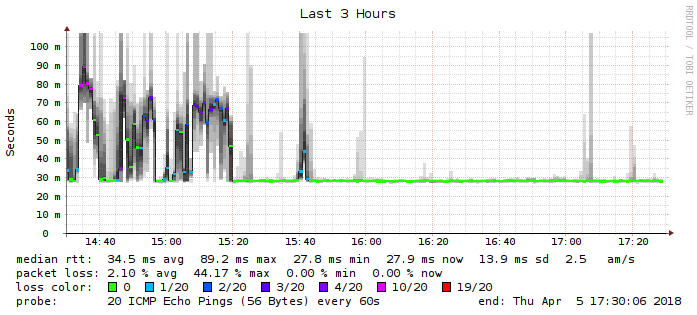 Last 3 Hours
RRDTOOL / TOBI OETIKER
Seconds
100 m
90 m
80 m
70 m
60 m
50 m
40 m
30 m
20 m
10 m
0
14:40 15:00 15:20 15:40 16:00 16:20 16:40 17:00 17:20
median rtt: 34.5 ms avg 89.2 ms max 27.8 ms min 27.9 ms now 13.9 ms sd 2.5 am/s
packet loss: 2.10 % avg 44.17 % max 0.00 % min 0.00 % now
loss color: 0 1/20 2/20 3/20 4/20 10/20 19/20
probe: 20 ICMP Echo Pings (56 Bytes) every 60s end: Thu Apr 5 17:30:06 2018